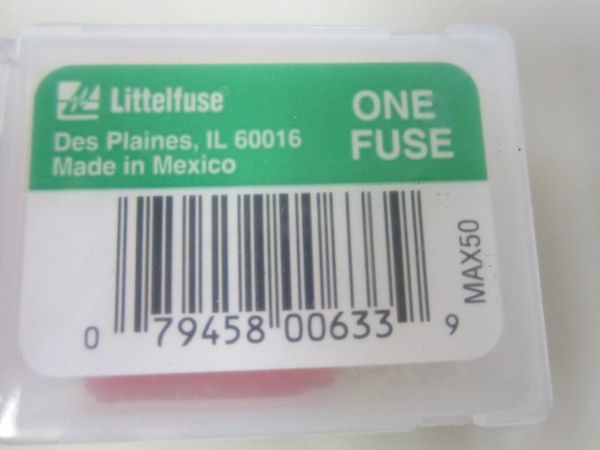 Littelfuse®
Des Plaines, IL 60016
Made in Mexico
ONE
FUSE
MAX50
0 79458 00633 9